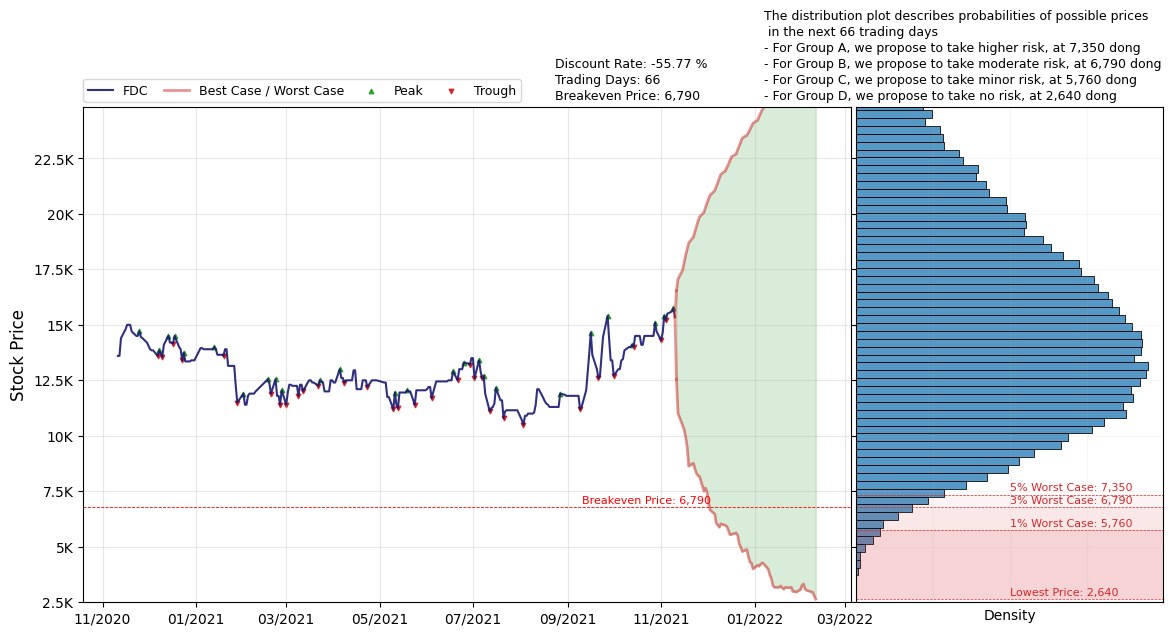 The distribution plot describes probabilities of possible prices
in the next 66 trading days
- For Group A, we propose to take higher risk, at 7,350 dong
- For Group B, we propose to take moderate risk, at 6,790 dong
- For Group C, we propose to take minor risk, at 5,760 dong
- For Group D, we propose to take no risk, at 2,640 dong
Discount Rate: -55.77 %
Trading Days: 66
Breakeven Price: 6,790
FDC Best Case / Worst Case Peak Trough
Stock Price
22.5K
20K
17.5K
15K
12.5K
10K
7.5K
5K
2.5K
Breakeven Price: 6,790
5% Worst Case: 7,350
3% Worst Case: 6,790
1% Worst Case: 5,760
Lowest Price: 2,640
11/2020 01/2021 03/2021 05/2021 07/2021 09/2021 11/2021 01/2022 03/2022
Density